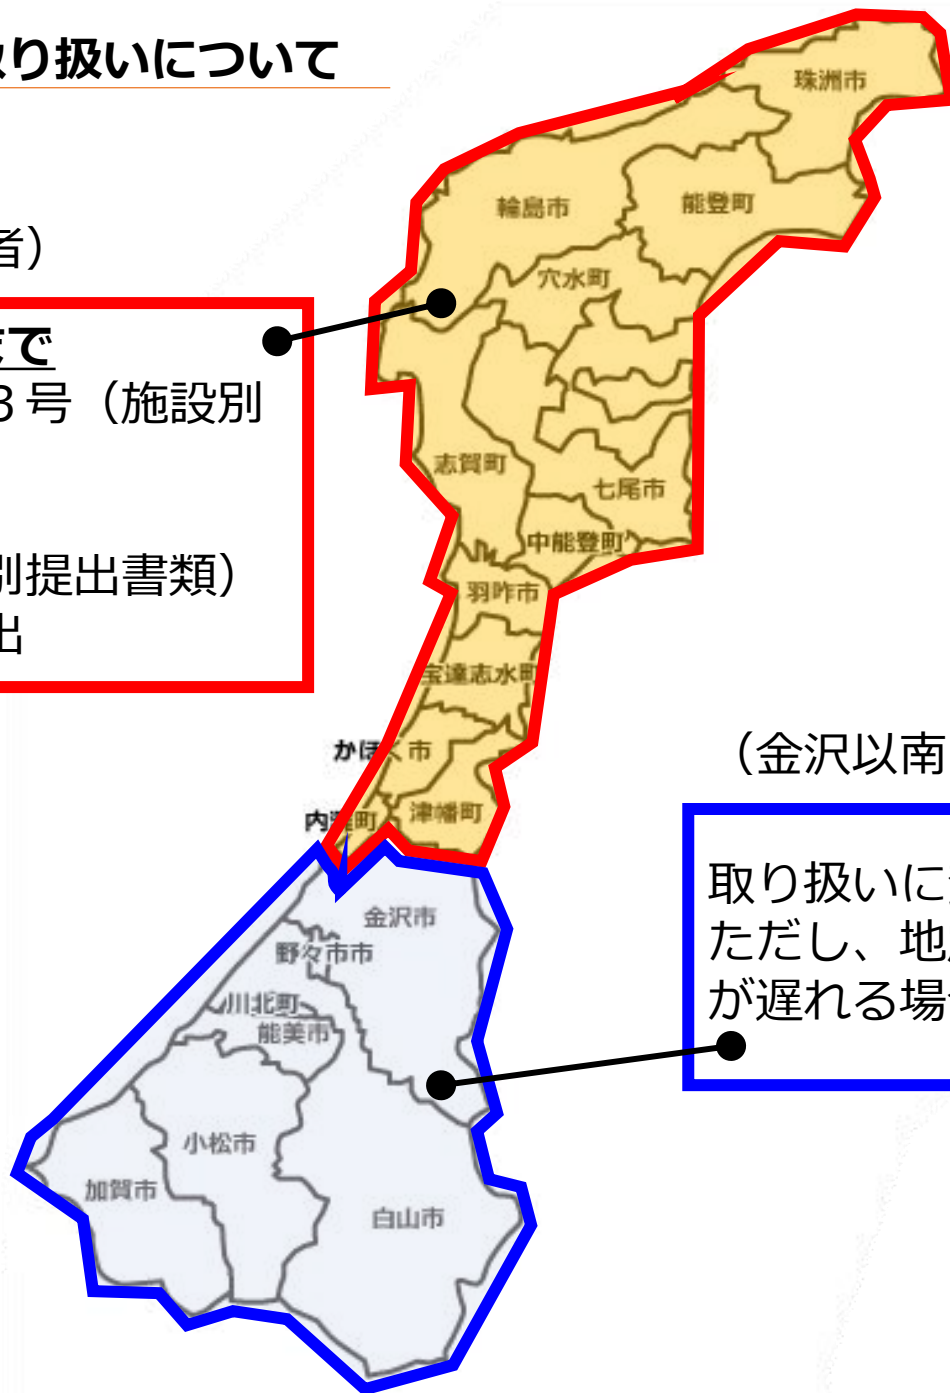 り扱いについて
者）
まで
３号（施設別
別提出書類）
出
珠洲市
輪島市
能登町
穴水町
志賀町
七尾市
中能登町
羽咋市
宝達志水町
かほく市
内灘町
津幡町
（金沢以南
取り扱いに
ただし、地
が遅れる場
金沢市
野々市市
川北町
能美市
小松市
加賀市
白山市